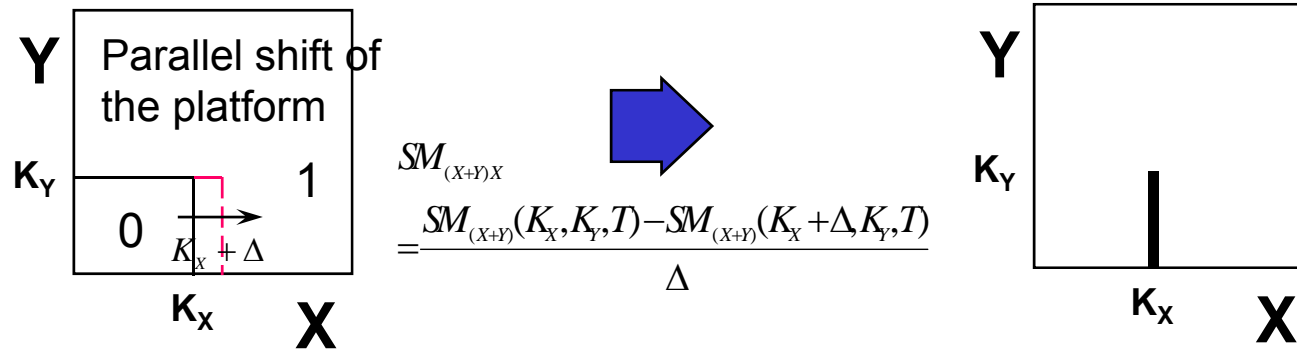 Y
Parallel shift of
the platform
K_Y
0
1
K_X + Δ
K_X
X
SM_{(X+Y)X}
= \frac{SM_{(X+Y)}(K_X,K_Y,T)-SM_{(X+Y)}(K_X+Δ,K_Y,T)}{Δ}
Y
K_Y
K_X
X